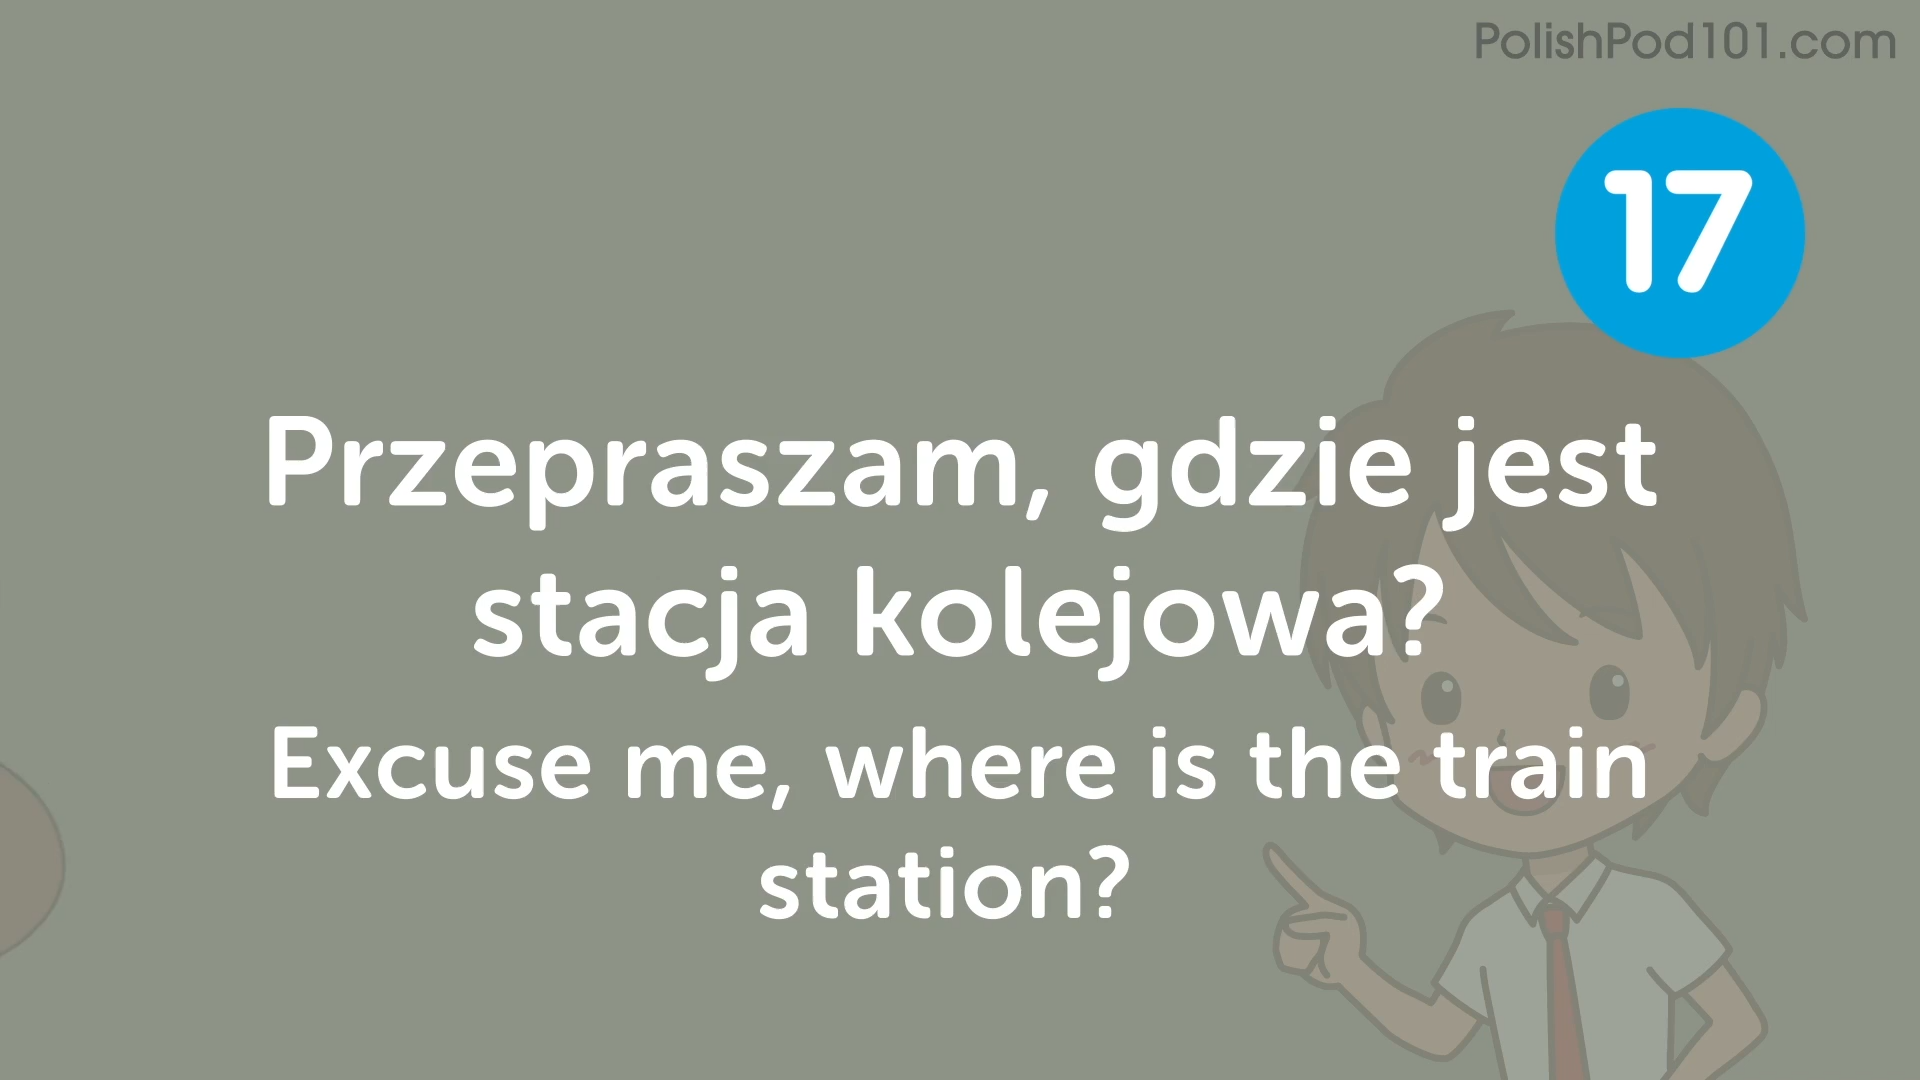 PolishPod101.com
17
Przepraszam, gdzie jest
stacja kolejowa?
Excuse me, where is the train
station?